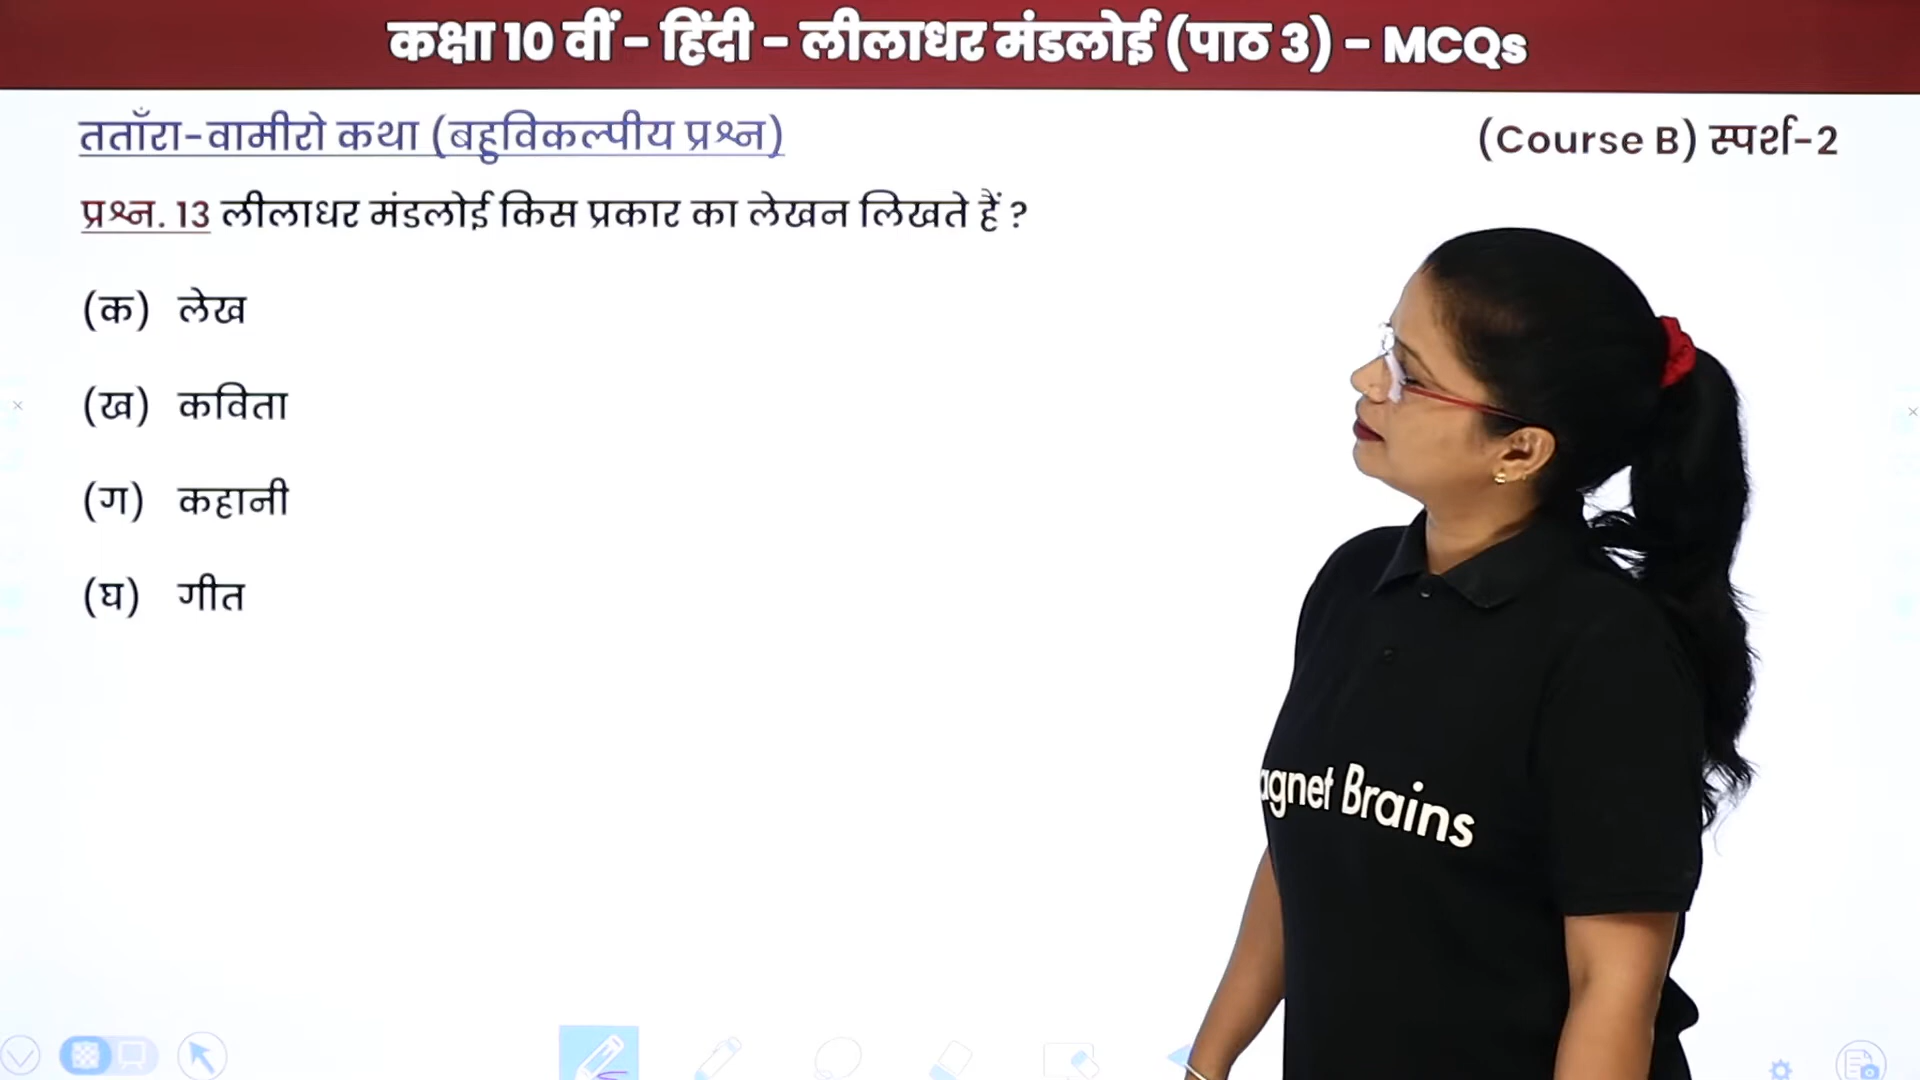 कक्षा 10 वीं - हिंदी - लीलाधर मंडलोई (पाठ 3) - MCQs
तताँरा-वामीरो कथा (बहुविकल्पीय प्रश्न)
(Course B) स्पर्श-2
प्रश्न. 13 लीलाधर मंडलोई किस प्रकार का लेखन लिखते हैं ?
(क) लेख
(ख) कविता
(ग) कहानी
(घ) गीत
agnet Brains